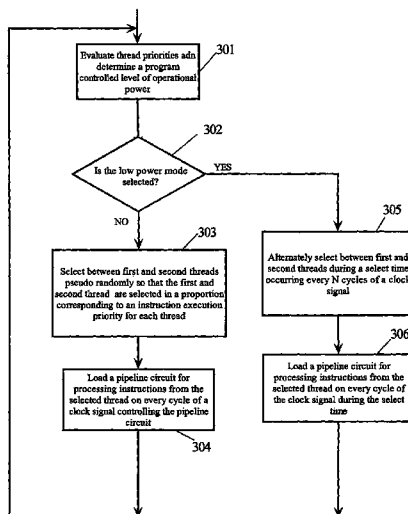 301
Evaluate thread priorities adn
determine a program
controlled level of operational
power
302
Is the low power mode
selected?
YES
NO
303
Select between first and second threads
pseudo randomly so that the first and
second thread are selected in a proportion
corresponding to an instruction execution
priority for each thread
305
Alternately select between first and
second threads during a select time
occurring every N cycles of a clock
signal
Load a pipeline circuit for
processing instructions from the
selected thread on every cycle of a
clock signal controlling the pipeline
circuit
304
306
Load a pipeline circuit for
processing instructions from the
selected thread on every cycle of
the clock signal during the select
time